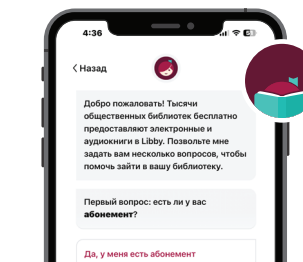 4:36
Назад
Добро пожаловать! Тысячи
общественных библиотек бесплатно
предоставляют электронные и
аудиокниги в Libby. Позвольте мне
задать вам несколько вопросов, чтобы
помочь зайти в вашу библиотеку.
Первый вопрос: есть ли у вас
абонемент?
Да, у меня есть абонемент